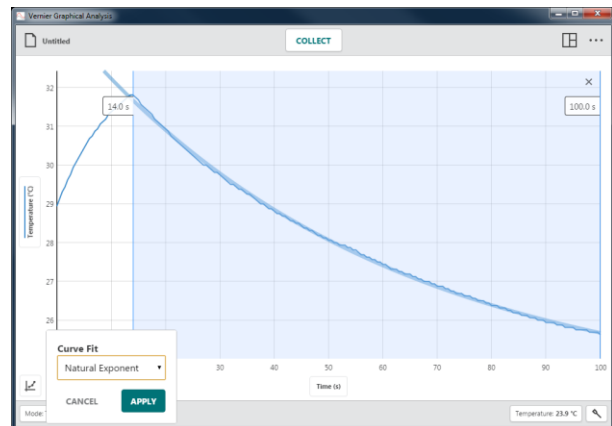 Vernier Graphical Analysis
Untitled
COLLECT
32
14.0 s
100.0 s
31
30
29
Temperature (°C)
28
27
26
30 40 50 60 70 80 90 100
Time (s)
Curve Fit
Natural Exponent
CANCEL APPLY
Mode:
Temperature: 23.9 °C